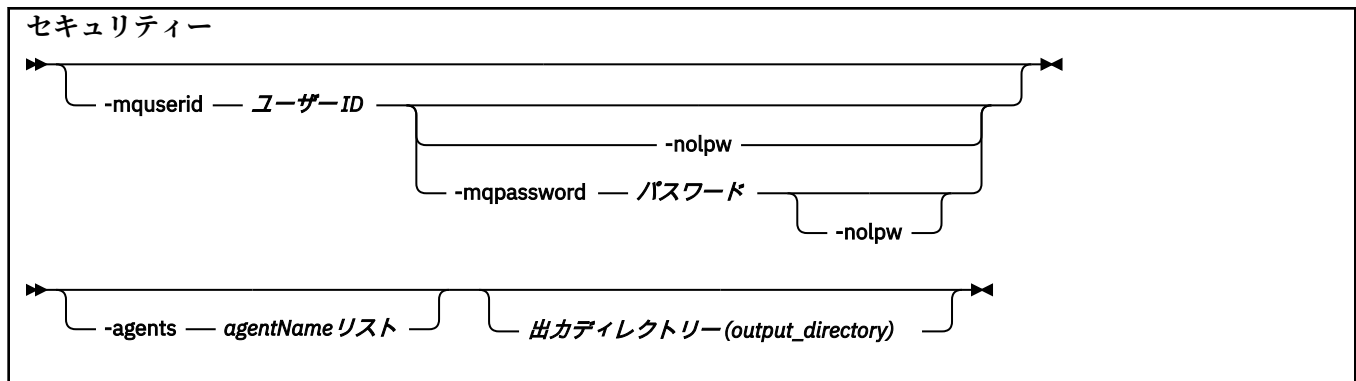 セキュリティー
-mquserid ユーザーID
-nolpw
-mqpassword パスワード
-nolpw
-agents agentNameリスト 出力ディレクトリー(output_directory)